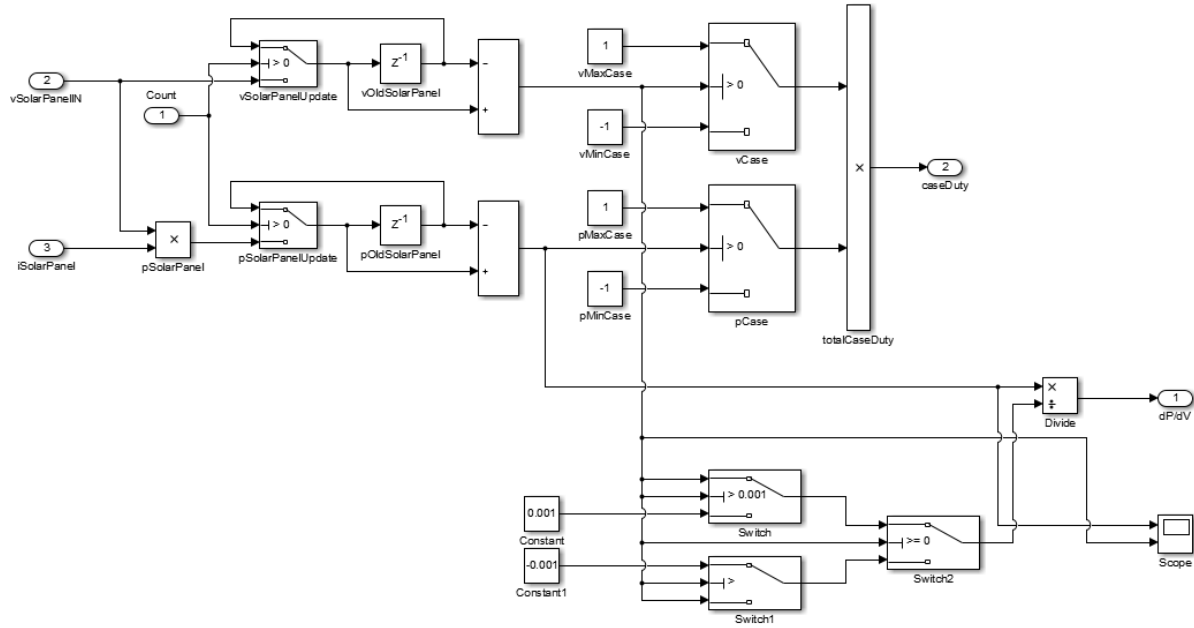 1
vMaxCase
2
vSolarPanelIN
Count
1
> 0
vSolarPanelUpdate
z-1
vOldSolarPanel
-
+
> 0
-1
vMinCase
vCase
×
2
caseDuty
3
iSolarPanel
×
pSolarPanel
> 0
pSolarPanelUpdate
z-1
pOldSolarPanel
-
+
1
pMaxCase
> 0
-1
pMinCase
pCase
totalCaseDuty
×
÷
Divide
1
dP/dV
0.001
Constant
> 0.001
Switch
-0.001
Constant1
>
Switch1
>= 0
Switch2
Scope